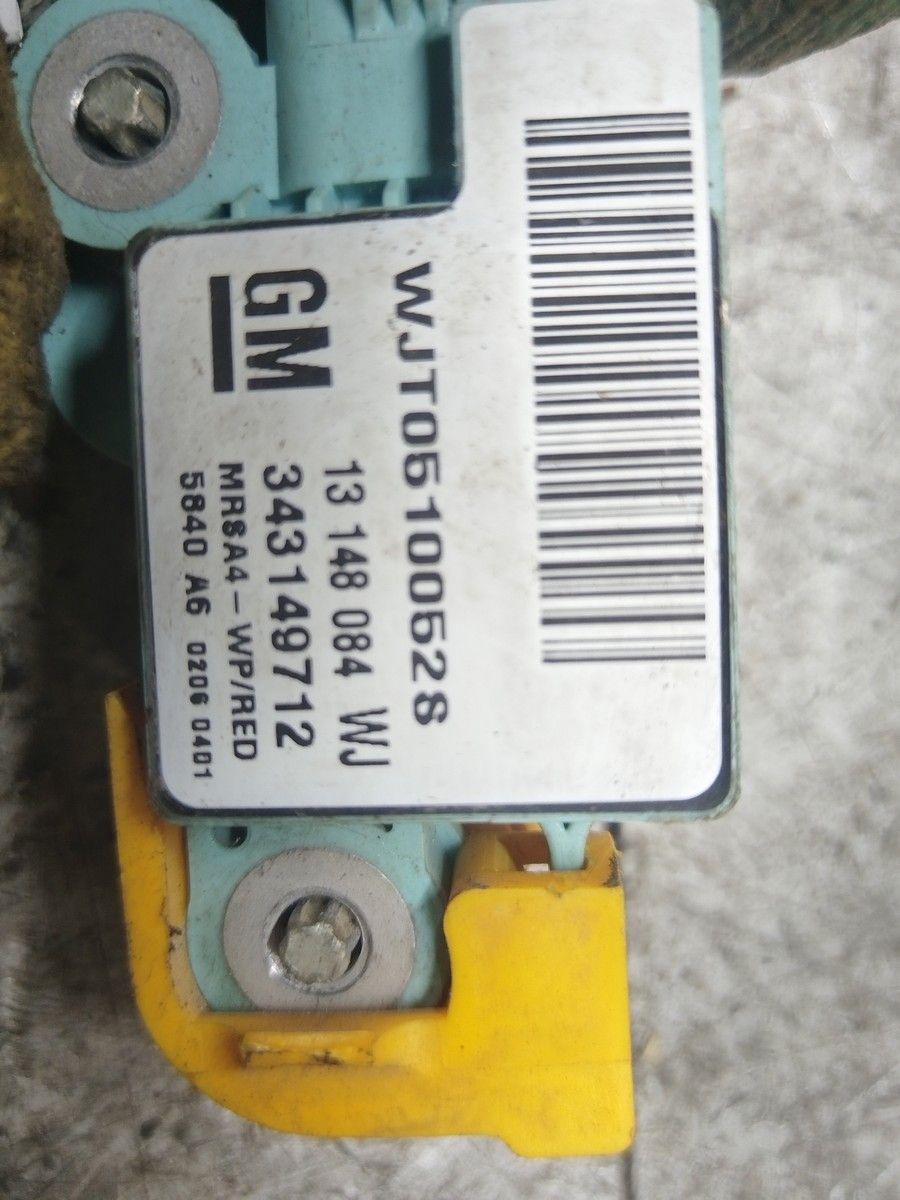 WJT05100528
GM
13 148 084 WJ
343149712
MRSA4-WP/RED
5840 A6 0206 0401